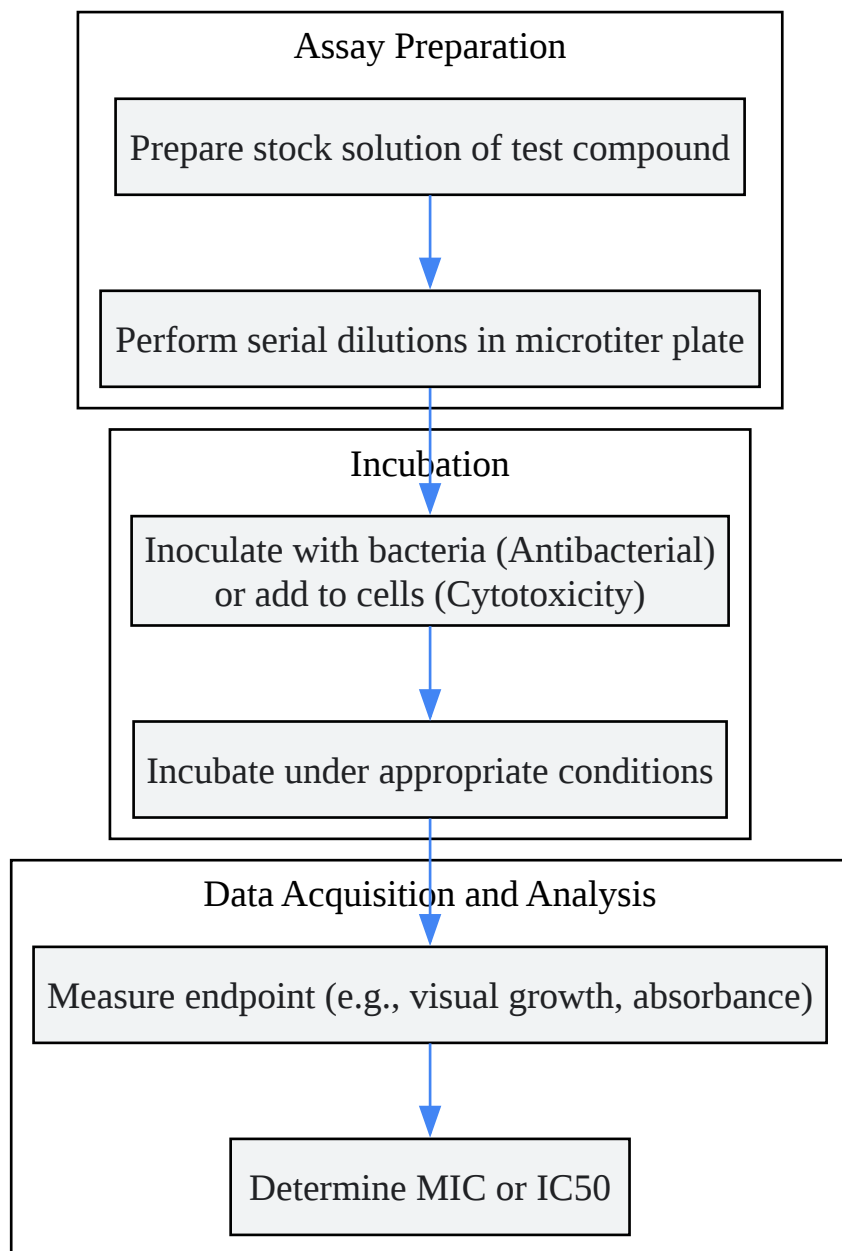 Assay Preparation
Prepare stock solution of test compound
Perform serial dilutions in microtiter plate
Incubation
Inoculate with bacteria (Antibacterial)
or add to cells (Cytotoxicity)
Incubate under appropriate conditions
Data Acquisition and Analysis
Measure endpoint (e.g., visual growth, absorbance)
Determine MIC or IC50